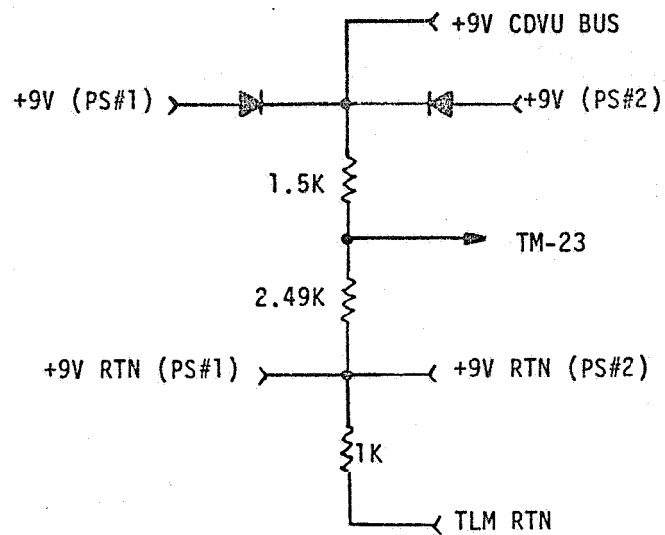 +9V CDVU BUS
+9V (PS#1)
+9V (PS#2)
1.5K
TM-23
2.49K
+9V RTN (PS#1)
+9V RTN (PS#2)
1K
TLM RTN